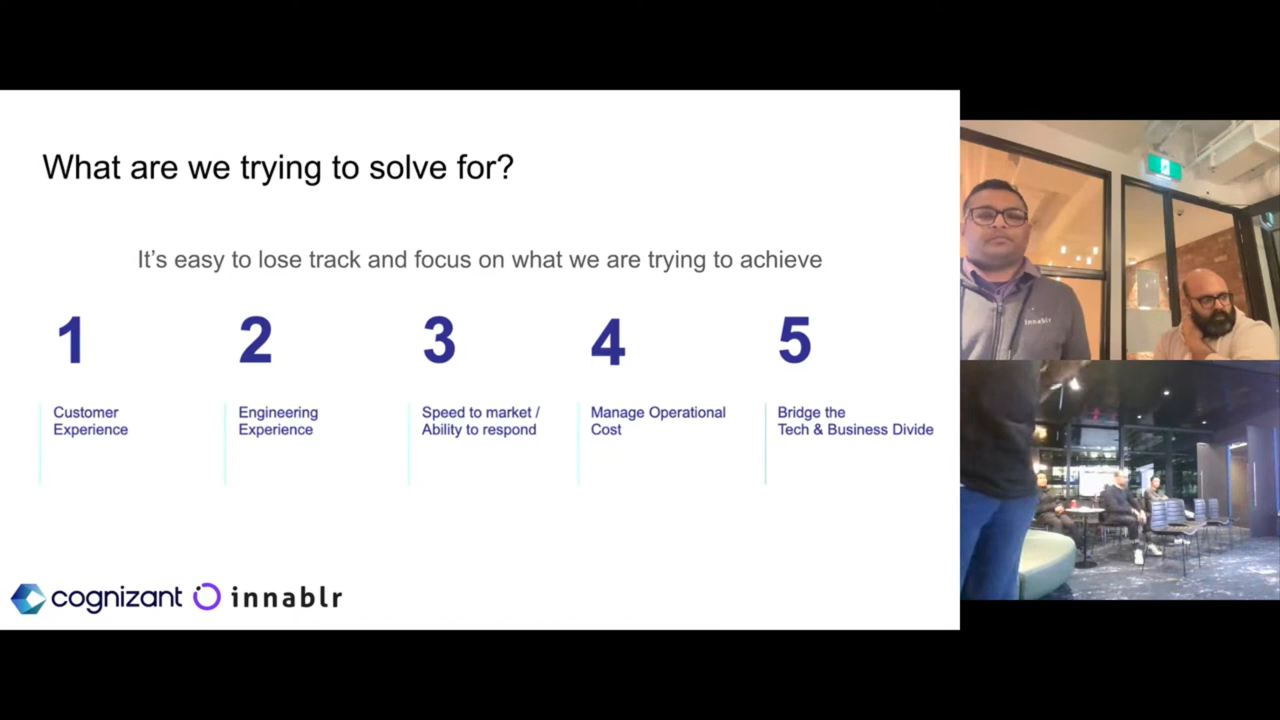 What are we trying to solve for?
It's easy to lose track and focus on what we are trying to achieve
1
2
3
4
5
Customer
Experience
Engineering
Experience
Speed to market /
Ability to respond
Manage Operational
Cost
Bridge the
Tech & Business Divide
cognizant
innablr
innablr